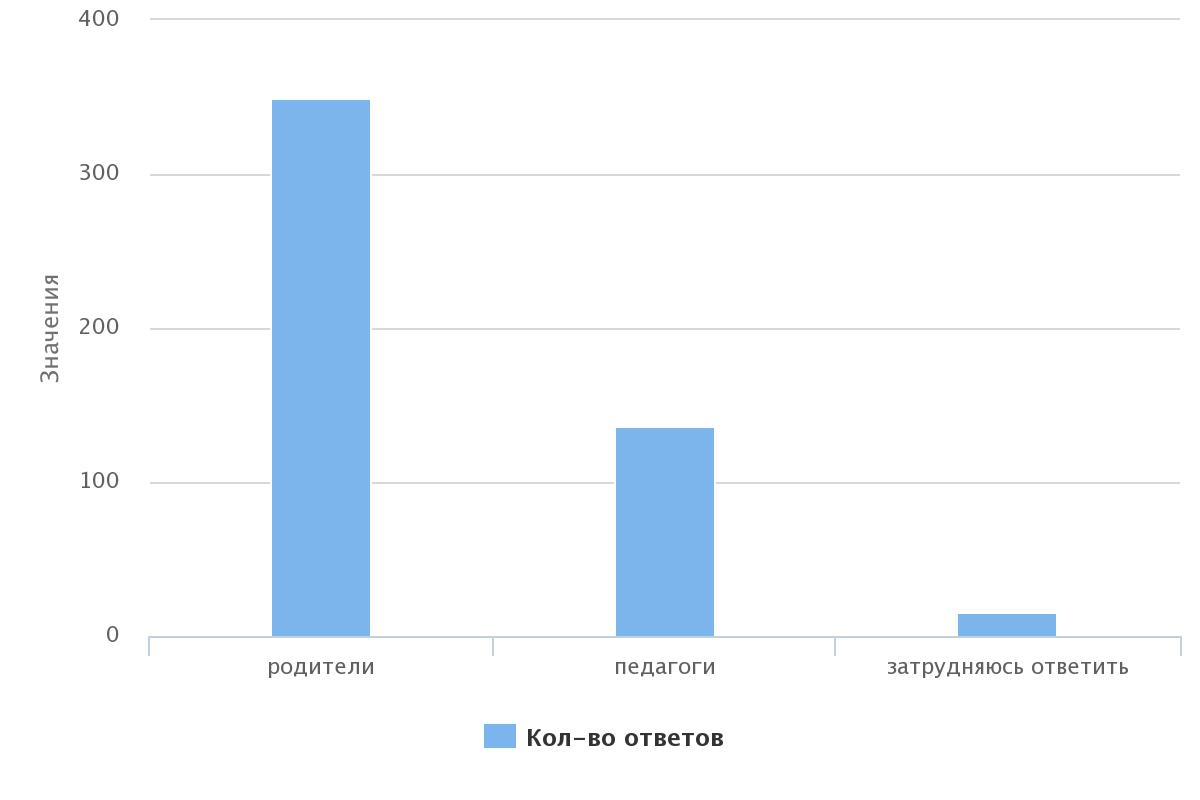 400
300
200
100
0
Значения
родители
педагоги
затрудняюсь ответить
Кол-во ответов